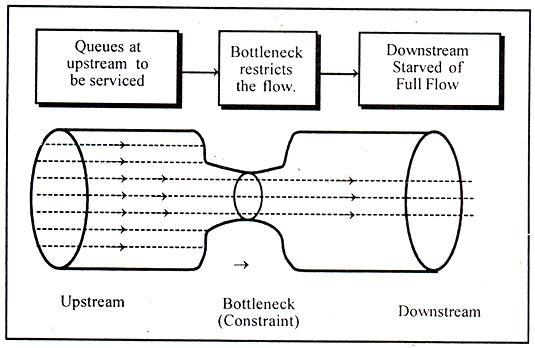 Queues at
upstream to
be serviced
Bottleneck
restricts
the flow.
Downstream
Starved of
Full Flow
Upstream
Bottleneck
(Constraint)
Downstream